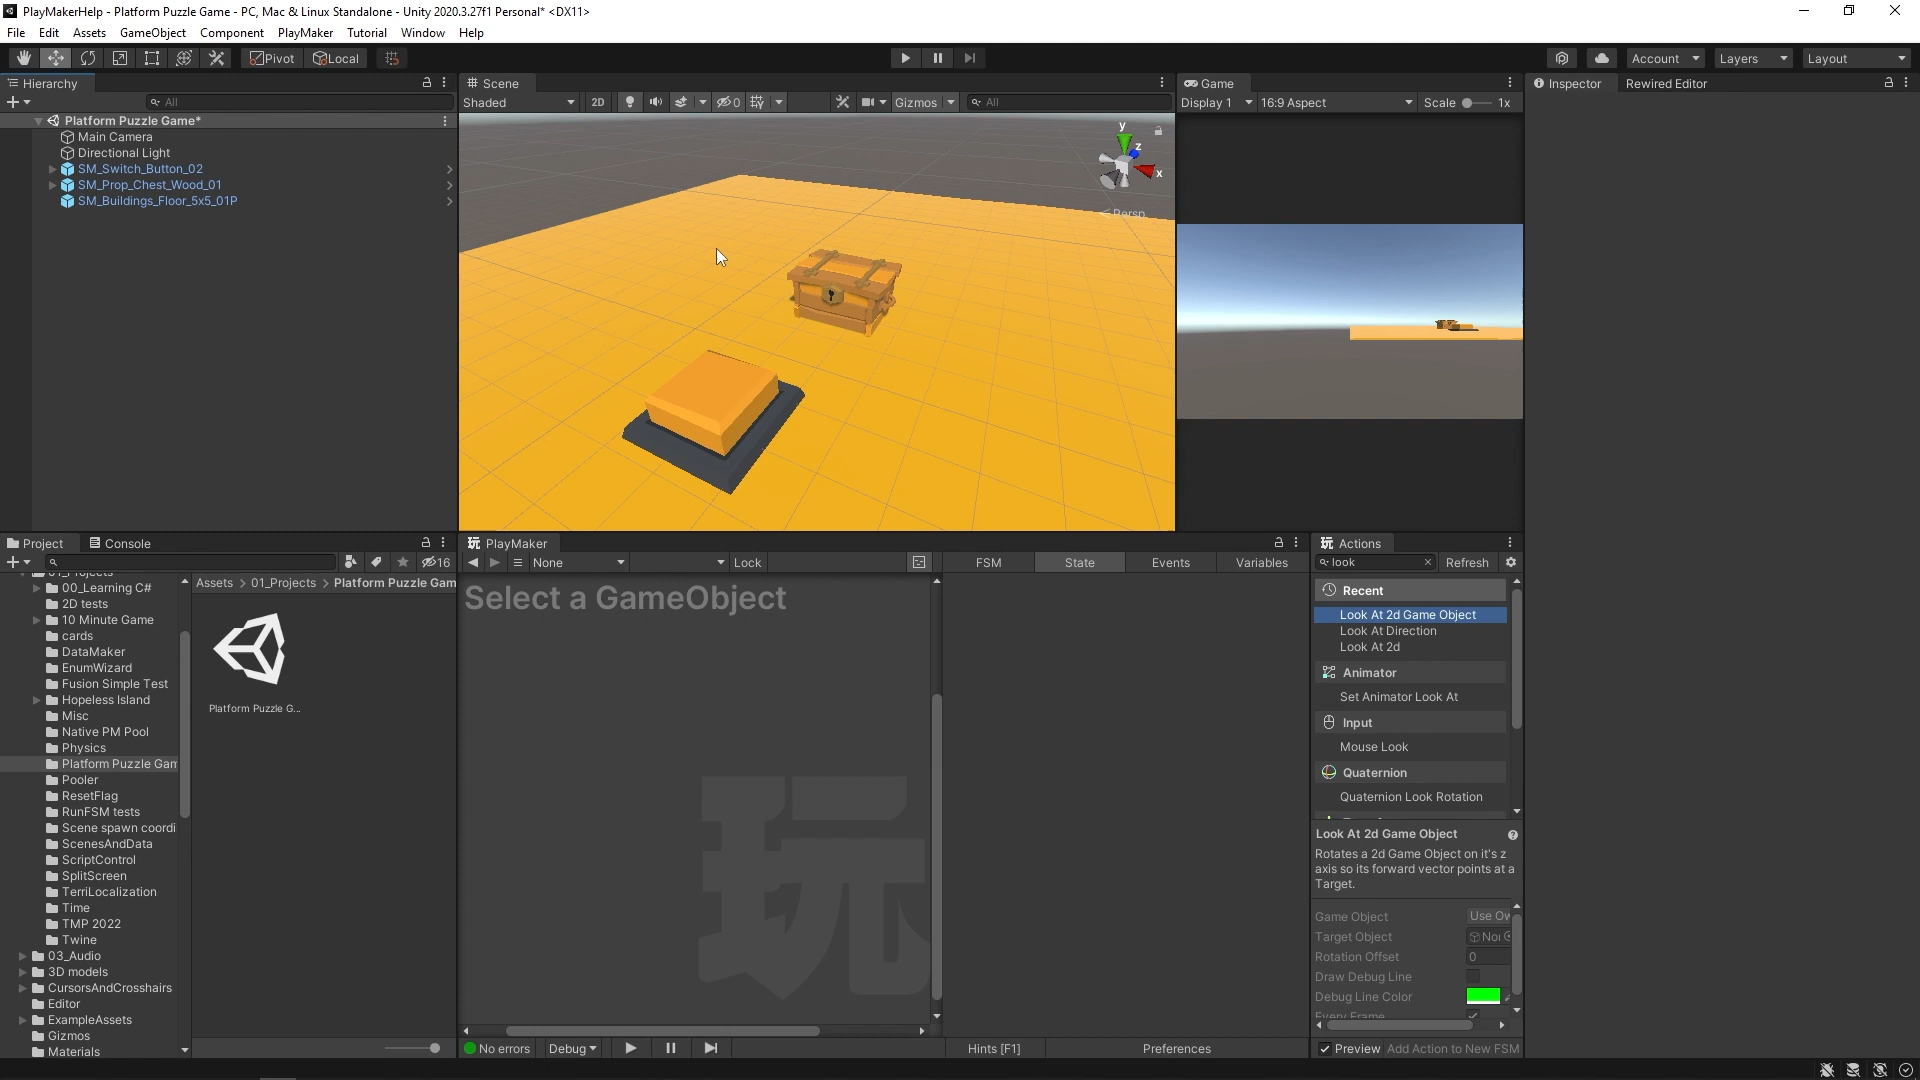 PlayMakerHelp - Platform Puzzle Game - PC, Mac & Linux Standalone - Unity 2020.3.27f1 Personal* <DX11>
File Edit Assets GameObject Component PlayMaker Tutorial Window Help
Pivot Local Account Layers Layout
Hierarchy
All
Platform Puzzle Game*
Main Camera
Directional Light
SM_Switch_Button_02
SM_Prop_Chest_Wood_01
SM_Buildings_Floor_5x5_01P
Scene
Shaded 2D 0 Gizmos All
y
z
x
Persp
Game
Display 1 16:9 Aspect Scale 1x
Inspector Rewired Editor
Project Console
16
00_Learning C#
2D tests
10 Minute Game
cards
DataMaker
EnumWizard
Fusion Simple Test
Hopeless Island
Misc
Native PM Pool
Physics
Platform Puzzle Gam
Pooler
ResetFlag
RunFSM tests
Scene spawn coordi
ScenesAndData
ScriptControl
SplitScreen
TerriLocalization
Time
TMP 2022
Twine
03_Audio
3D models
CursorsAndCrosshairs
Editor
ExampleAssets
Gizmos
Materials
Assets > 01_Projects > Platform Puzzle Gam
Platform Puzzle G...
PlayMaker
None Lock
FSM State Events Variables
Select a GameObject
玩
No errors Debug
Hints [F1] Preferences
Actions
look Refresh
Recent
Look At 2d Game Object
Look At Direction
Look At 2d
Animator
Set Animator Look At
Input
Mouse Look
Quaternion
Quaternion Look Rotation
Look At 2d Game Object
Rotates a 2d Game Object on it's z
axis so its forward vector points at a
Target.
Game Object Use Ow
Target Object
Rotation Offset 0
Draw Debug Line
Debug Line Color
Every Frame
Preview Add Action to New FSM